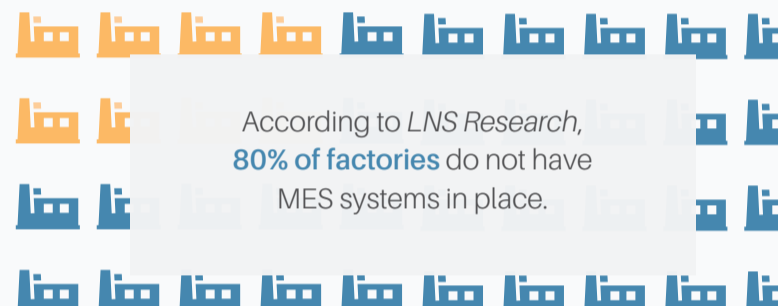 According to LNS Research,
80% of factories do not have
MES systems in place.